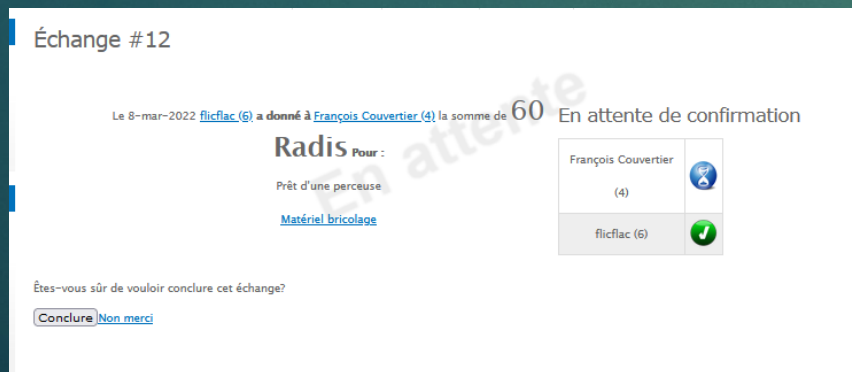 Échange #12
En attente
Le 8-mar-2022 flicflac (6) a donné à François Couvertier (4) la somme de 60
Radis Pour :
Prêt d'une perceuse
Matériel bricolage
En attente de confirmation
François Couvertier
(4)
flicflac (6)
Êtes-vous sûr de vouloir conclure cet échange?
Conclure Non merci